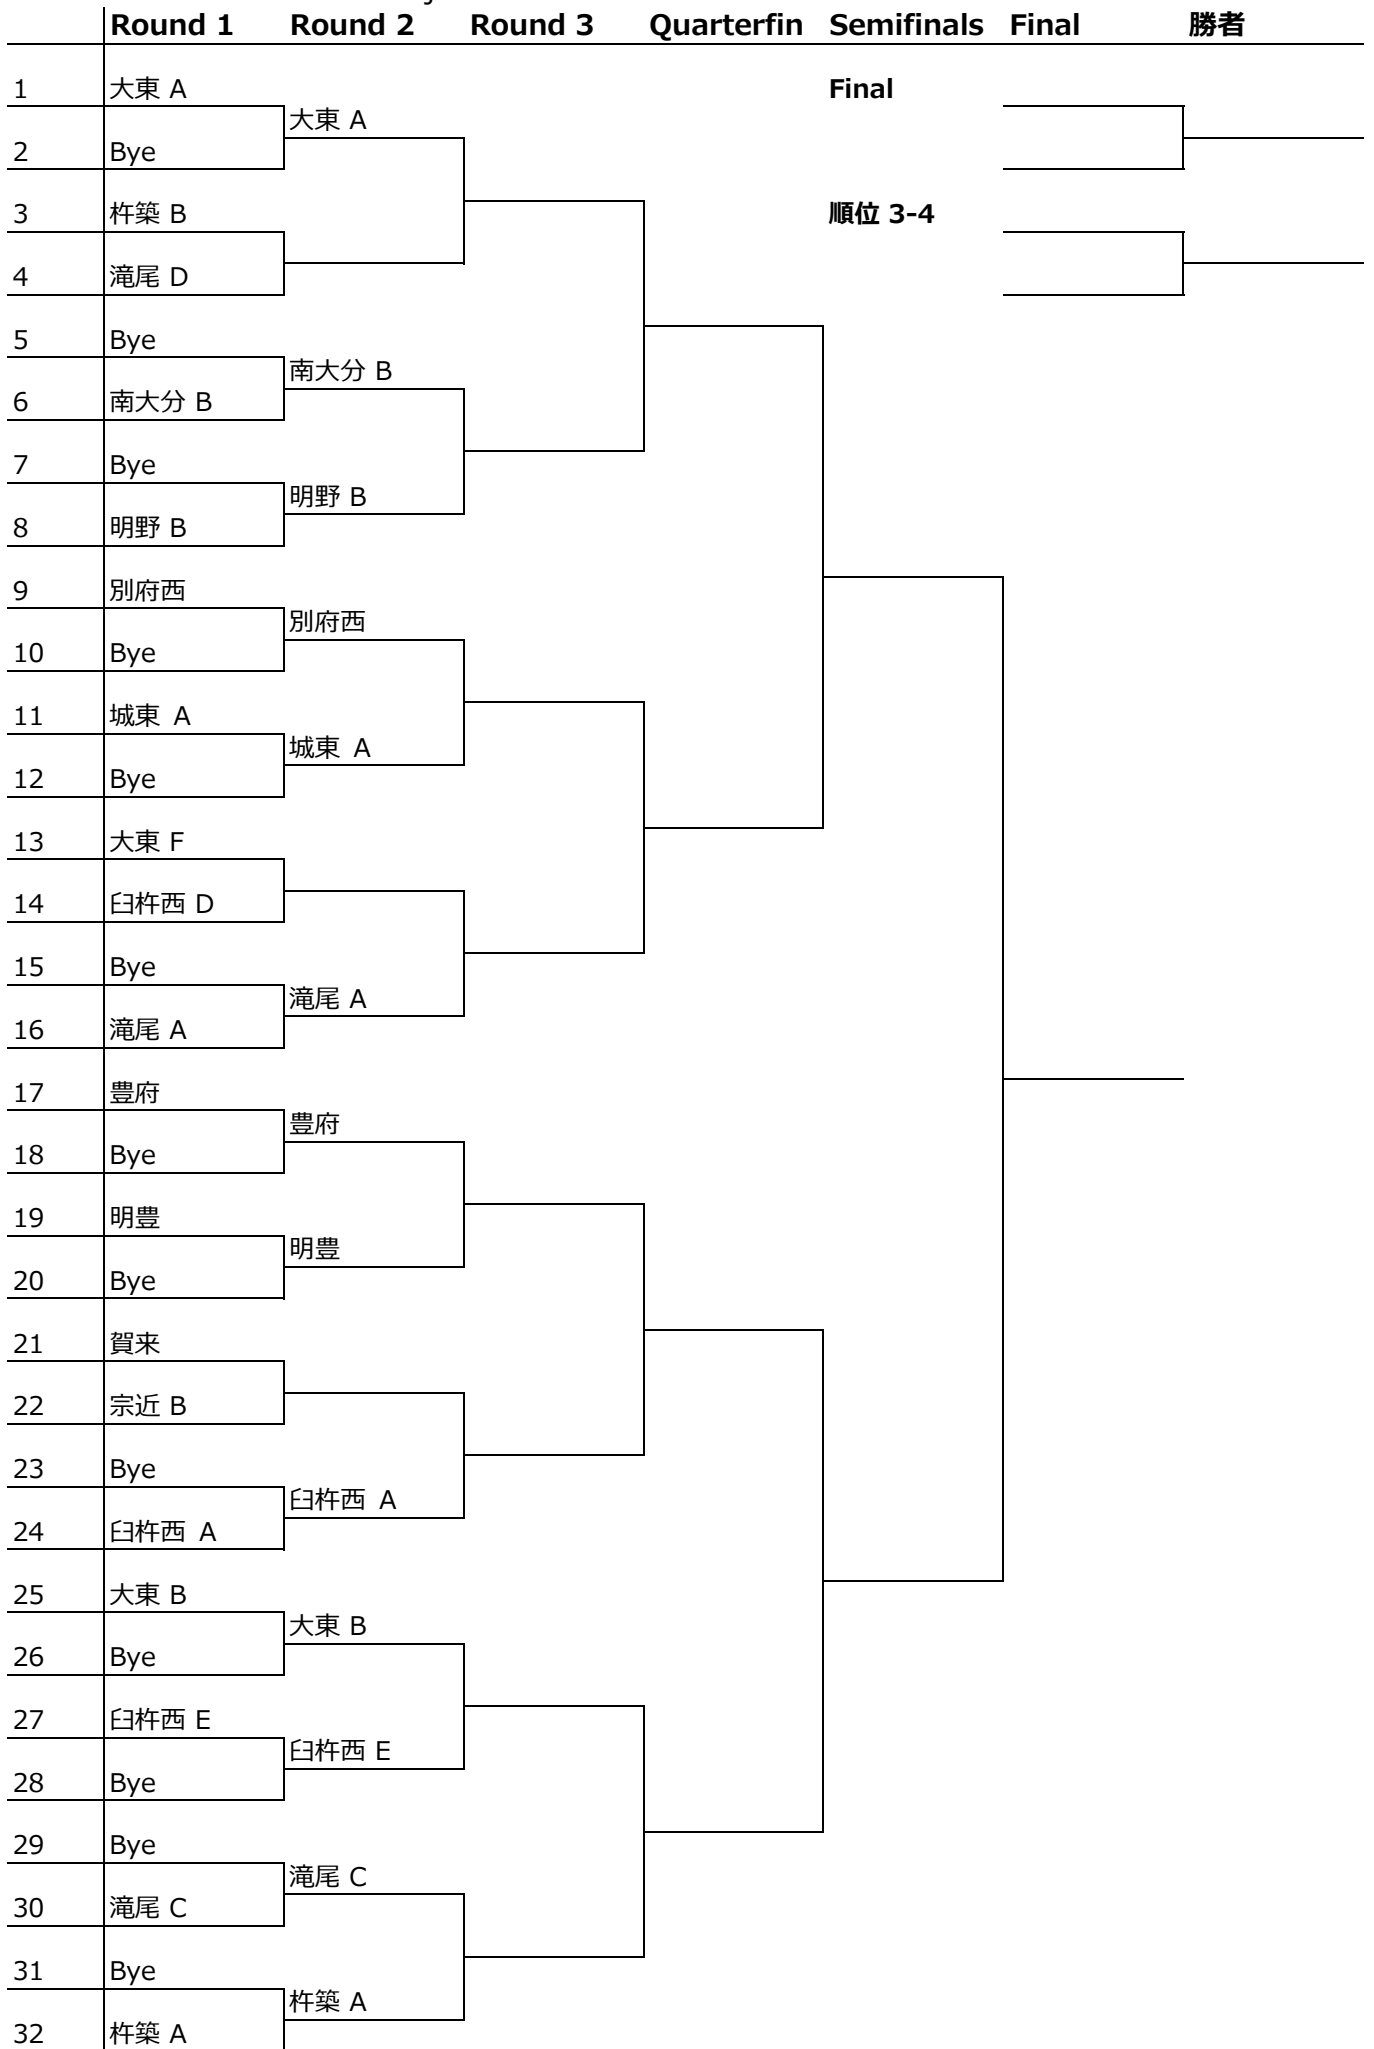 Round 1 Round 2 Round 3 Quarterfin Semifinals Final 勝者
1 大東 A Final
大東 A
2 Bye
3 杵築 B 順位 3-4
4 滝尾 D
5 Bye
南大分 B
6 南大分 B
7 Bye
明野 B
8 明野 B
9 別府西
別府西
10 Bye
11 城東 A
城東 A
12 Bye
13 大東 F
14 臼杵西 D
15 Bye
滝尾 A
16 滝尾 A
17 豊府
豊府
18 Bye
19 明豊
明豊
20 Bye
21 賀来
22 宗近 B
23 Bye
臼杵西 A
24 臼杵西 A
25 大東 B
大東 B
26 Bye
27 臼杵西 E
臼杵西 E
28 Bye
29 Bye
滝尾 C
30 滝尾 C
31 Bye
杵築 A
32 杵築 A